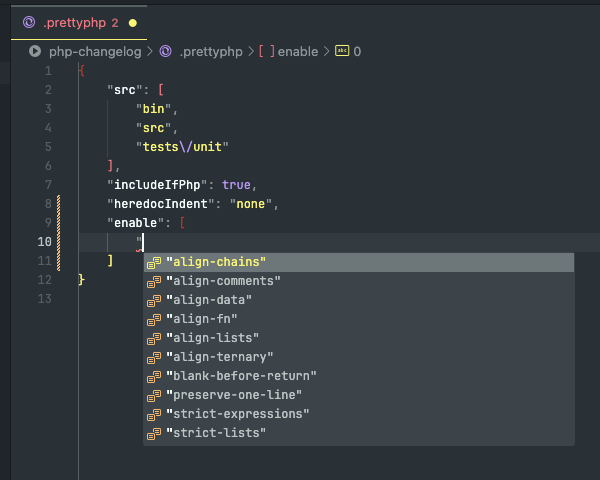 .prettyphp 2
php-changelog > .prettyphp > [ ] enable > abc 0
1 {
2 "src": [
3 "bin",
4 "src",
5 "tests\/unit"
6 ],
7 "includeIfPhp": true,
8 "heredocIndent": "none",
9 "enable": [
10 "
11 ]
12 }
13
"align-chains"
"align-comments"
"align-data"
"align-fn"
"align-lists"
"align-ternary"
"blank-before-return"
"preserve-one-line"
"strict-expressions"
"strict-lists"